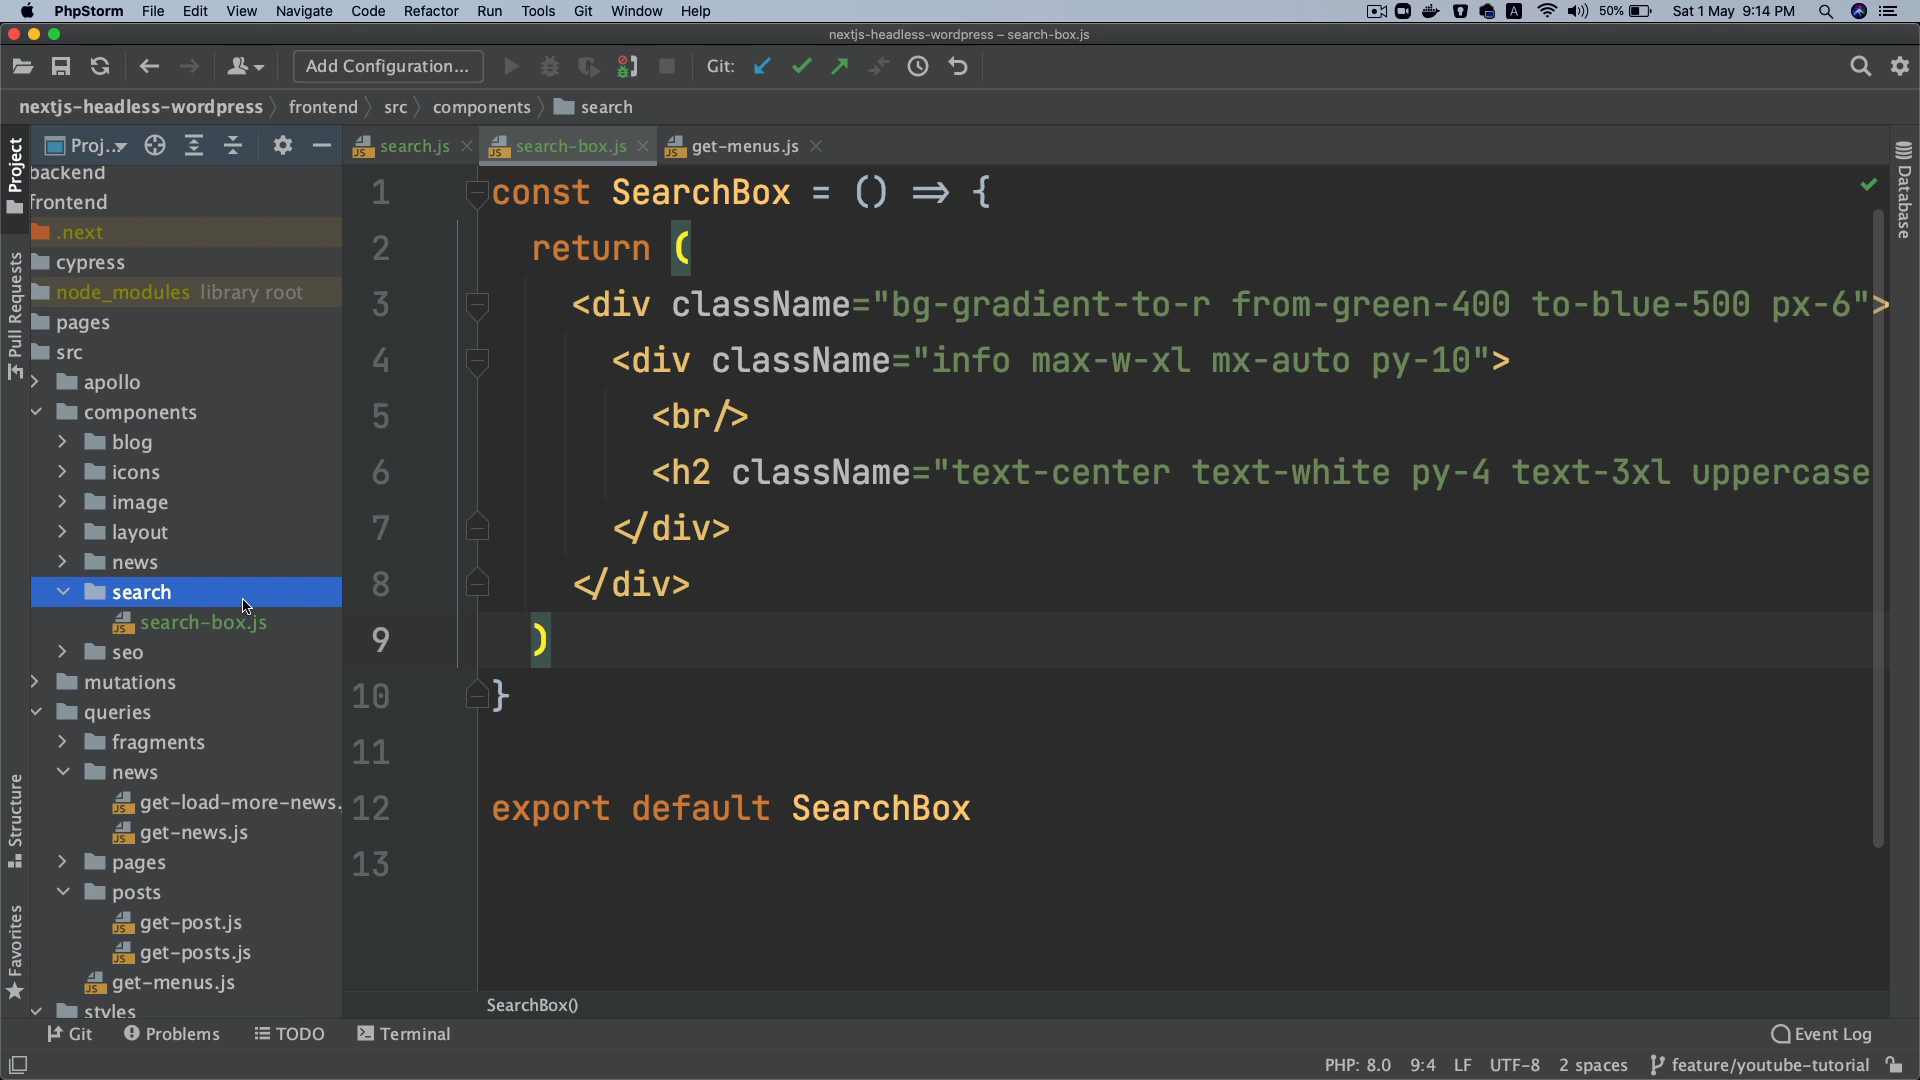 PhpStorm File Edit View Navigate Code Refactor Run Tools Git Window Help A 50% Sat 1 May 9:14 PM
nextjs-headless-wordpress – search-box.js
Add Configuration... Git:
nextjs-headless-wordpress frontend src components search
Project
Pull Requests
Structure
Favorites
Proj...
backend
frontend
.next
cypress
node_modules library root
pages
src
apollo
components
blog
icons
image
layout
news
search
search-box.js
seo
mutations
queries
fragments
news
get-load-more-news.
get-news.js
pages
posts
get-post.js
get-posts.js
get-menus.js
styles
search.js search-box.js get-menus.js
1 const SearchBox = () => {
2 return (
3 <div className="bg-gradient-to-r from-green-400 to-blue-500 px-6">
4 <div className="info max-w-xl mx-auto py-10">
5 <br/>
6 <h2 className="text-center text-white py-4 text-3xl uppercase
7 </div>
8 </div>
9 )
10 }
11
12 export default SearchBox
13
SearchBox()
Database
Git Problems TODO Terminal Event Log
PHP: 8.0 9:4 LF UTF-8 2 spaces feature/youtube-tutorial